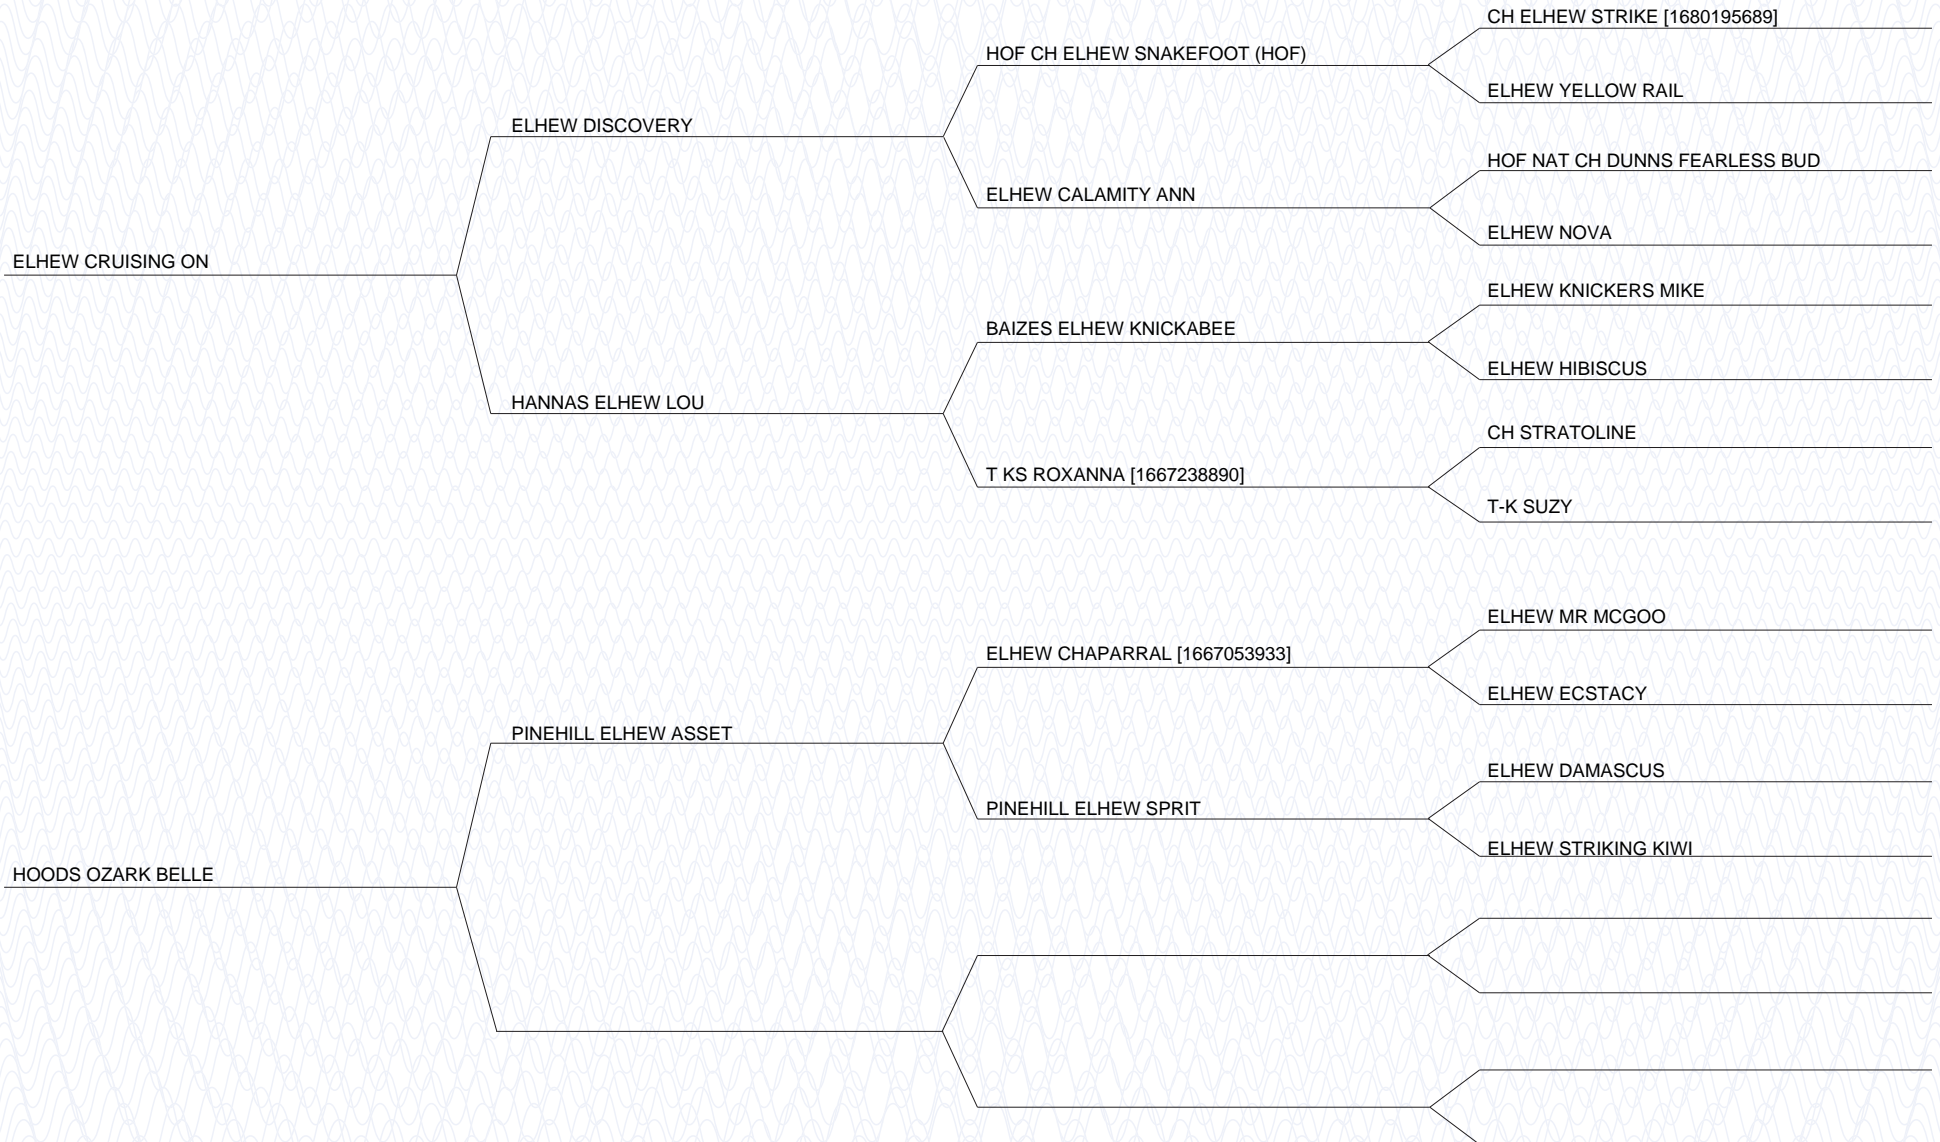 CH ELHEW STRIKE [1680195689]
HOF CH ELHEW SNAKEFOOT (HOF)
ELHEW YELLOW RAIL
ELHEW DISCOVERY
HOF NAT CH DUNNS FEARLESS BUD
ELHEW CALAMITY ANN
ELHEW NOVA
ELHEW CRUISING ON
ELHEW KNICKERS MIKE
BAIZES ELHEW KNICKABEE
ELHEW HIBISCUS
HANNAS ELHEW LOU
CH STRATOLINE
T KS ROXANNA [1667238890]
T-K SUZY
ELHEW MR MCGOO
ELHEW CHAPARRAL [1667053933]
ELHEW ECSTACY
PINEHILL ELHEW ASSET
ELHEW DAMASCUS
PINEHILL ELHEW SPRIT
ELHEW STRIKING KIWI
HOODS OZARK BELLE